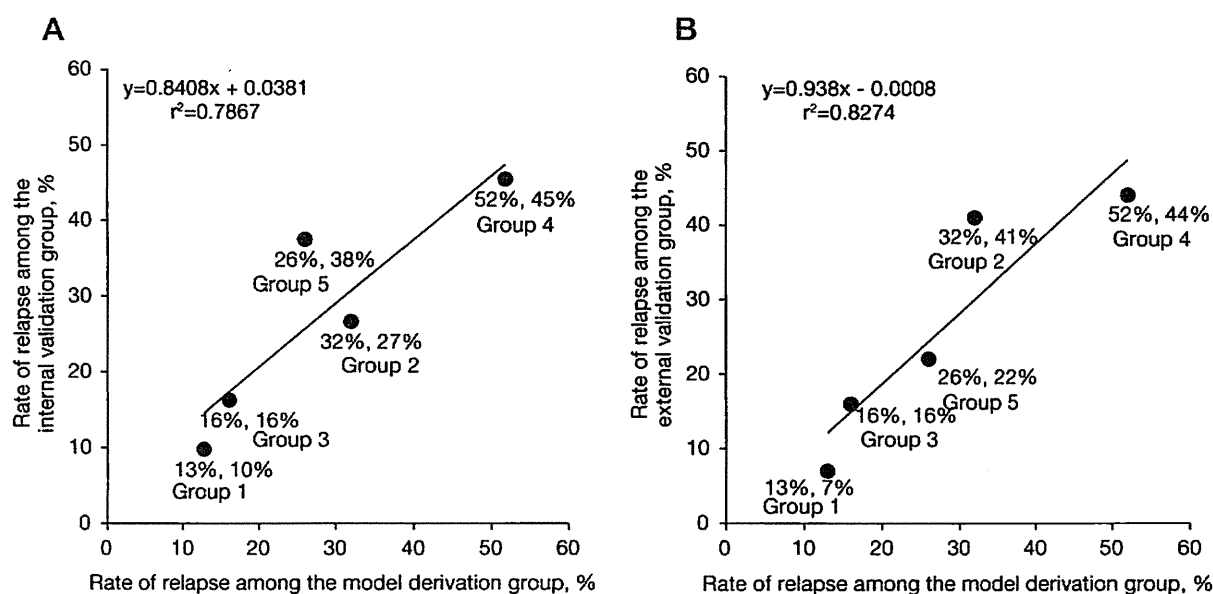 A
60
50
40
30
20
10
0
Rate of relapse among the
internal validation group, %
y=0.8408x + 0.0381
r²=0.7867
52%, 45%
Group 4
26%, 38%
Group 5
32%, 27%
Group 2
16%, 16%
Group 3
13%, 10%
Group 1
0 10 20 30 40 50 60
Rate of relapse among the model derivation group, %
B
60
50
40
30
20
10
0
Rate of relapse among the
external validation group, %
y=0.938x - 0.0008
r²=0.8274
52%, 44%
Group 4
32%, 41%
Group 2
26%, 22%
Group 5
16%, 16%
Group 3
13%, 7%
Group 1
0 10 20 30 40 50 60
Rate of relapse among the model derivation group, %